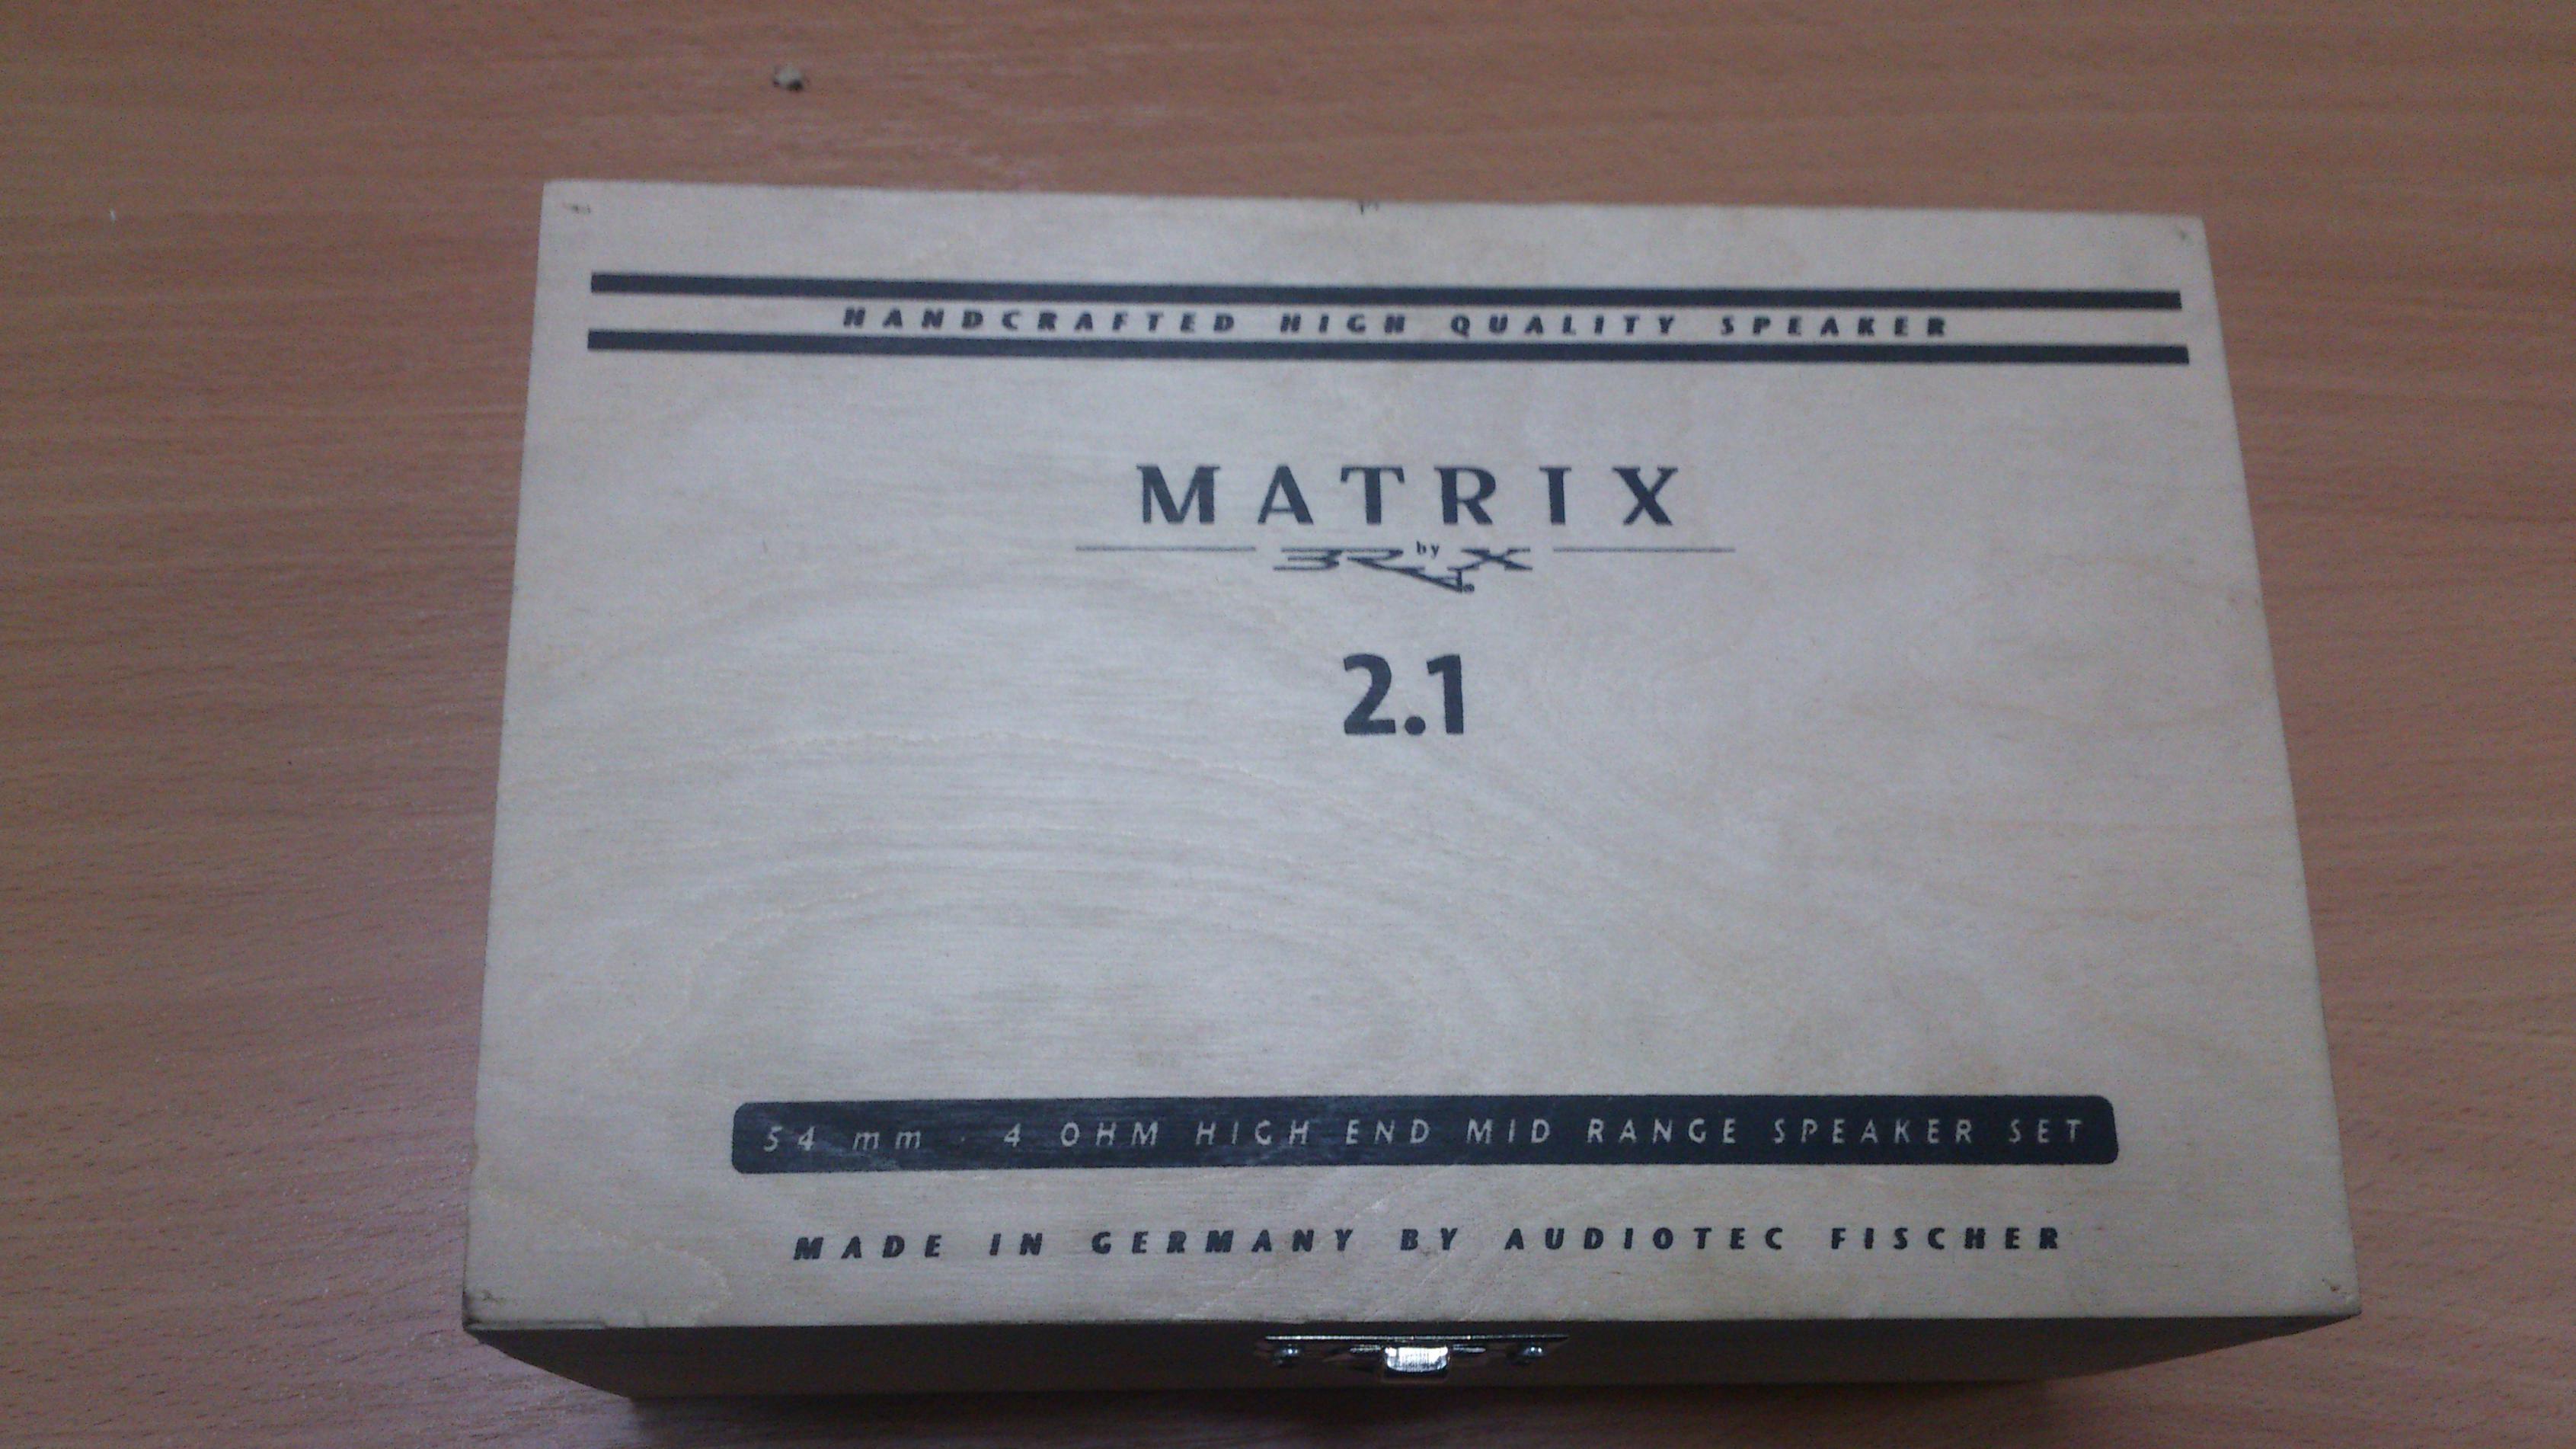 HANDCRAFTED HIGH QUALITY SPEAKER
MATRIX
by
BRAX
2.1
54 mm · 4 OHM HIGH END MID RANGE SPEAKER SET
MADE IN GERMANY BY AUDIOTEC FISCHER